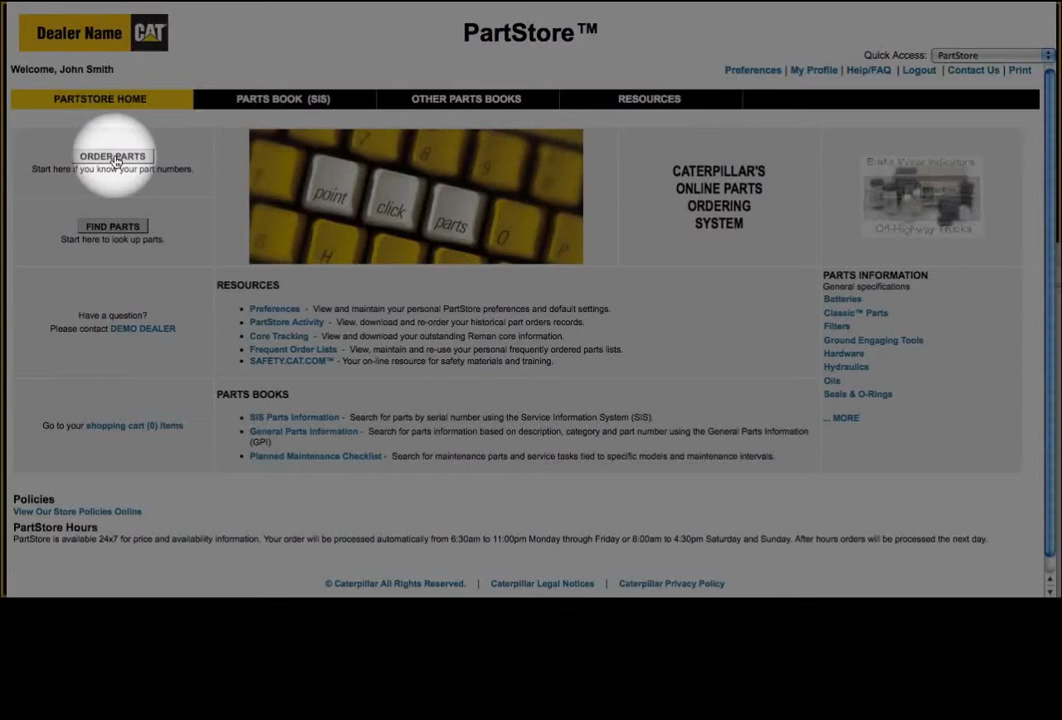 Dealer Name CAT
PartStore™
Quick Access: PartStore
Welcome, John Smith
Preferences | My Profile | Help/FAQ | Logout | Contact Us | Print
PARTSTORE HOME
PARTS BOOK (SIS)
OTHER PARTS BOOKS
RESOURCES
ORDER PARTS
Start here if you know your part numbers.
FIND PARTS
Start here to look up parts.
point
click
parts
CATERPILLAR'S
ONLINE PARTS
ORDERING
SYSTEM
Brake Wear Indicators
Off-Highway Trucks
Have a question?
Please contact DEMO DEALER
RESOURCES
• Preferences - View and maintain your personal PartStore preferences and default settings.
• PartStore Activity - View, download and re-order your historical part orders records.
• Core Tracking - View and download your outstanding Reman core information.
• Frequent Order Lists - View, maintain and re-use your personal frequently ordered parts lists.
• SAFETY.CAT.COM™ - Your on-line resource for safety materials and training.
PARTS INFORMATION
General specifications
Batteries
Classic™ Parts
Filters
Ground Engaging Tools
Hardware
Hydraulics
Oils
Seals & O-Rings
... MORE
Go to your shopping cart (0) items
PARTS BOOKS
• SIS Parts Information - Search for parts by serial number using the Service Information System (SIS).
• General Parts Information - Search for parts information based on description, category and part number using the General Parts Information
(GPI).
• Planned Maintenance Checklist - Search for maintenance parts and service tasks tied to specific models and maintenance intervals.
Policies
View Our Store Policies Online
PartStore Hours
PartStore is available 24x7 for price and availability information. Your order will be processed automatically from 6:30am to 11:00pm Monday through Friday or 8:00am to 4:30pm Saturday and Sunday. After hours orders will be processed the next day.
© Caterpillar All Rights Reserved. | Caterpillar Legal Notices | Caterpillar Privacy Policy